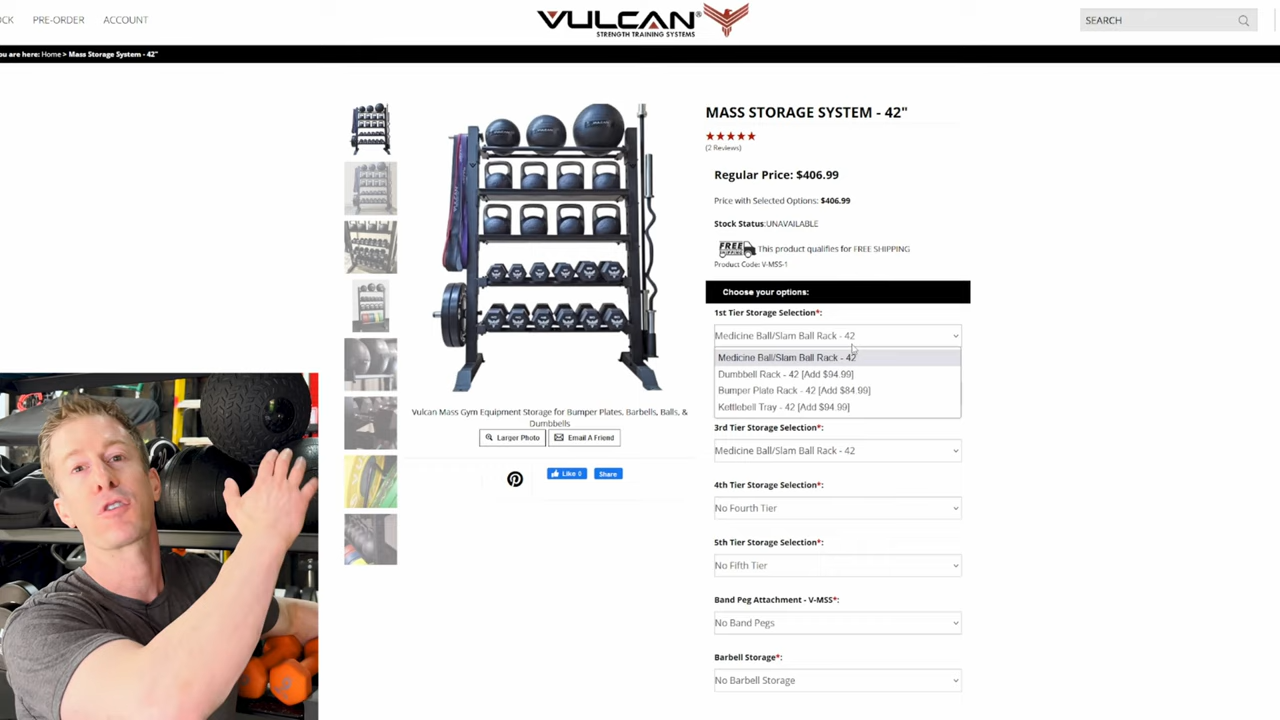 OCK PRE-ORDER ACCOUNT
VULCAN®
STRENGTH TRAINING SYSTEMS
SEARCH
ou are here: Home > Mass Storage System - 42"
MASS STORAGE SYSTEM - 42"
(2 Reviews)
Regular Price: $406.99
Price with Selected Options: $406.99
Stock Status:UNAVAILABLE
FREE SHIPPING This product qualifies for FREE SHIPPING
Product Code: V-MSS-1
Choose your options:
1st Tier Storage Selection*:
Medicine Ball/Slam Ball Rack - 42
Medicine Ball/Slam Ball Rack - 42
Dumbbell Rack - 42 [Add $94.99]
Bumper Plate Rack - 42 [Add $84.99]
Kettlebell Tray - 42 [Add $94.99]
3rd Tier Storage Selection*:
Medicine Ball/Slam Ball Rack - 42
4th Tier Storage Selection*:
No Fourth Tier
5th Tier Storage Selection*:
No Fifth Tier
Band Peg Attachment - V-MSS*:
No Band Pegs
Barbell Storage*:
No Barbell Storage
VULCAN
Vulcan Mass Gym Equipment Storage for Bumper Plates, Barbells, Balls, &
Dumbbells
Larger Photo Email A Friend
Like 0 Share